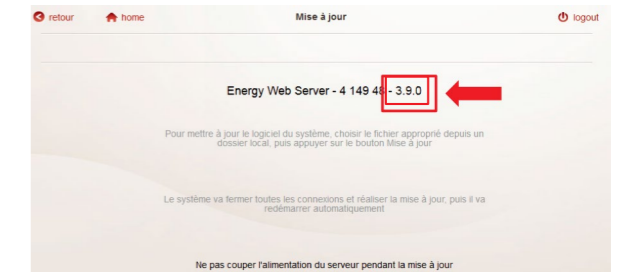 retour home Mise à jour logout
Energy Web Server - 4 149 48 - 3.9.0
Pour mettre à jour le logiciel du système, choisir le fichier approprié depuis un
dossier local, puis appuyer sur le bouton Mise à jour
Le système va fermer toutes les connexions et réaliser la mise à jour, puis il va
redémarrer automatiquement
Ne pas couper l'alimentation du serveur pendant la mise à jour